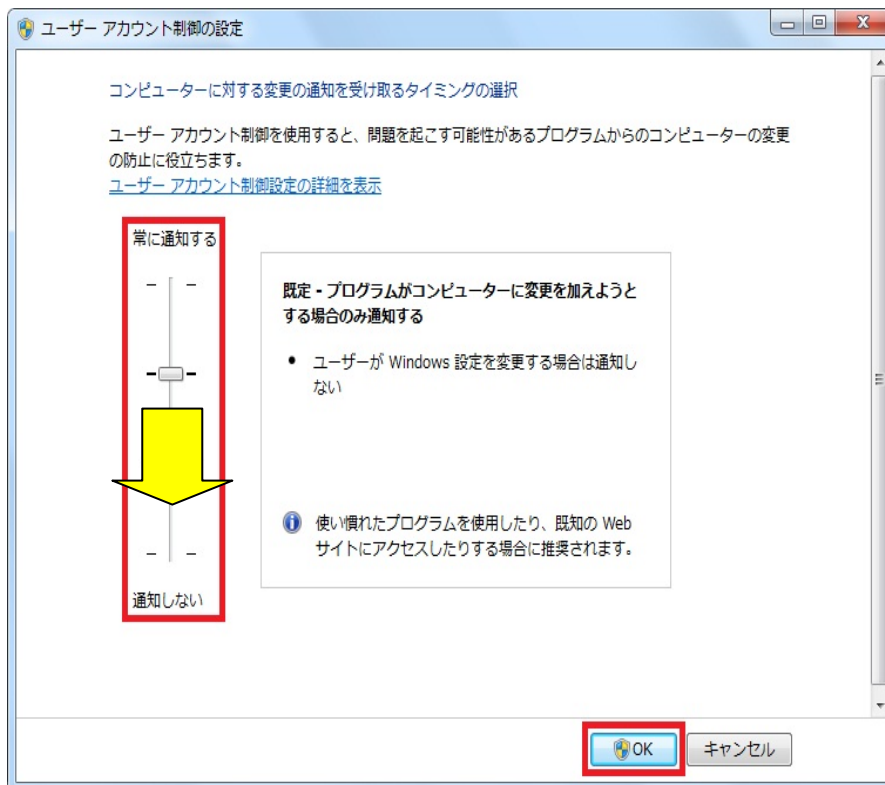 ユーザー アカウント制御の設定
コンピューターに対する変更の通知を受け取るタイミングの選択
ユーザー アカウント制御を使用すると、問題を起こす可能性があるプログラムからのコンピューターの変更
の防止に役立ちます。
ユーザー アカウント制御設定の詳細を表示
常に通知する
既定 - プログラムがコンピューターに変更を加えようと
する場合のみ通知する
• ユーザーが Windows 設定を変更する場合は通知し
ない
使い慣れたプログラムを使用したり、既知の Web
サイトにアクセスしたりする場合に推奨されます。
通知しない
OK
キャンセル